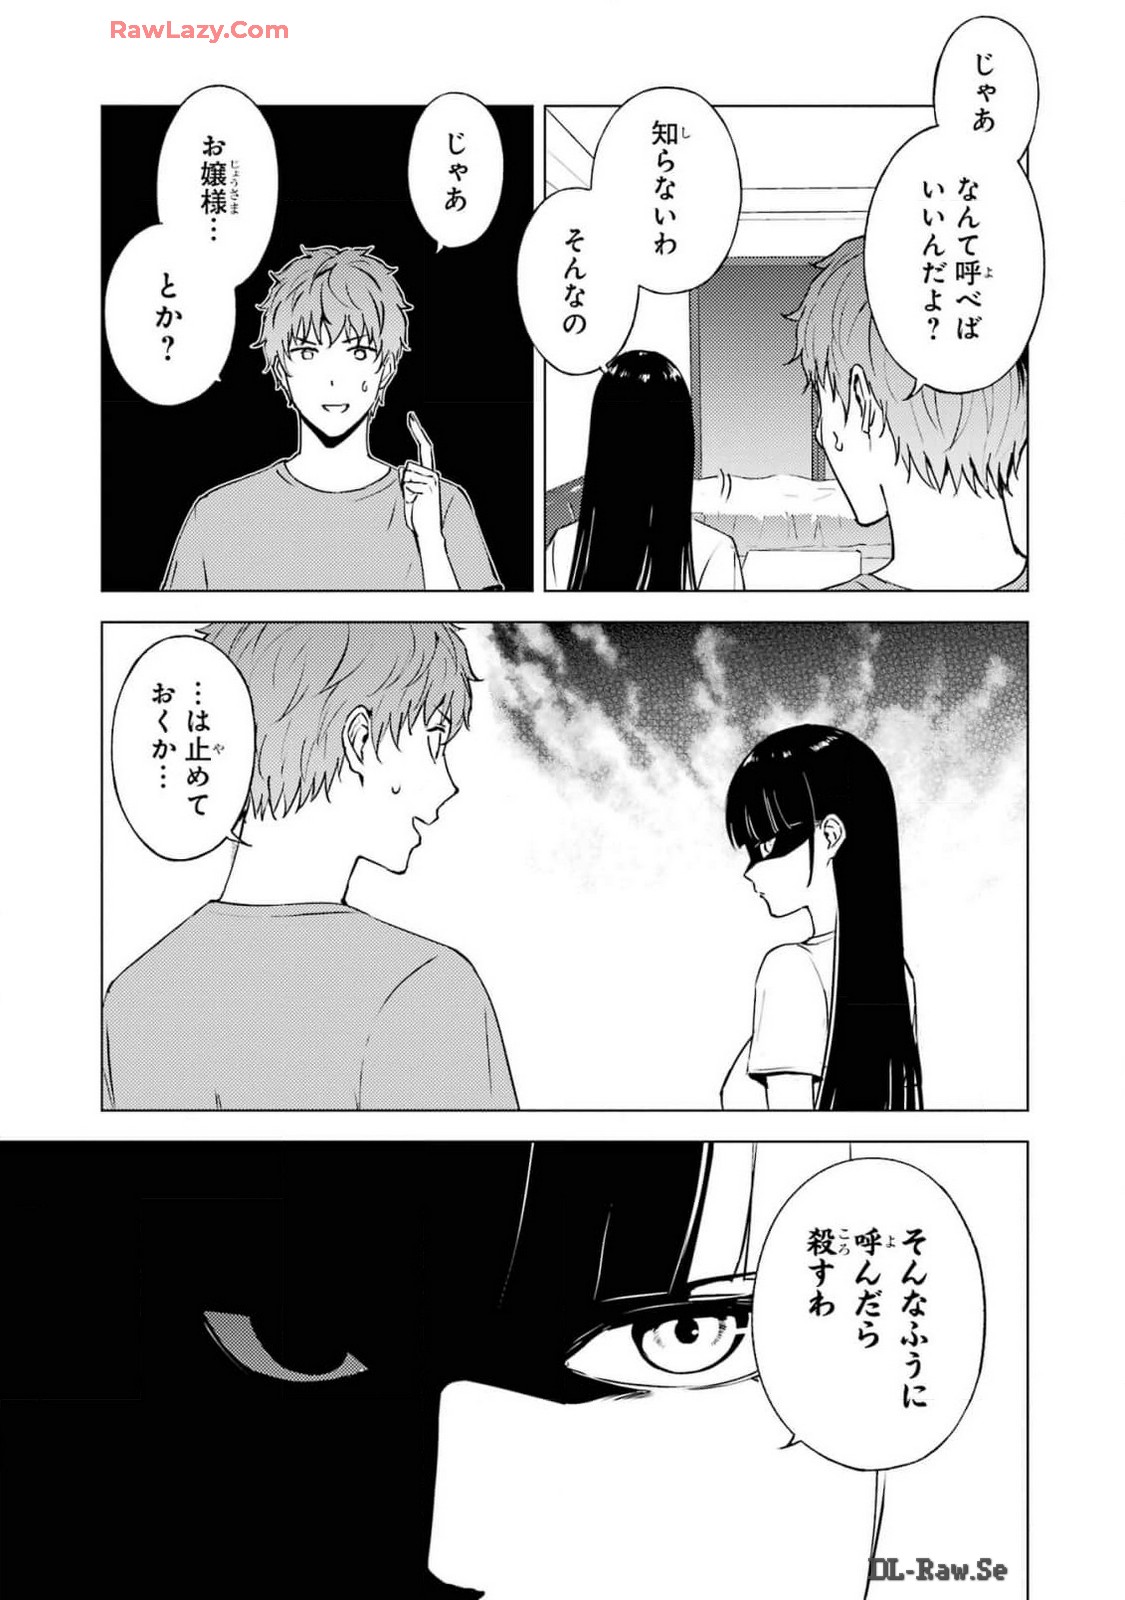 RawLazy.Com
じゃあ
なんて呼べば
いいんだよ?
知らないわ
そんなの
じゃあ
お嬢様…
とか?
…は止めて
おくか…
そんなふうに
呼んだら
殺すわ
DL-Raw.Se